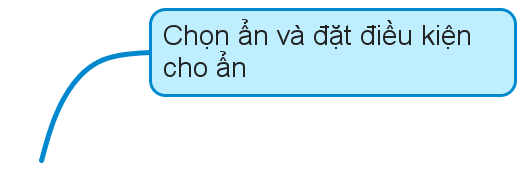 Chọn ẩn và đặt điều kiện
cho ẩn